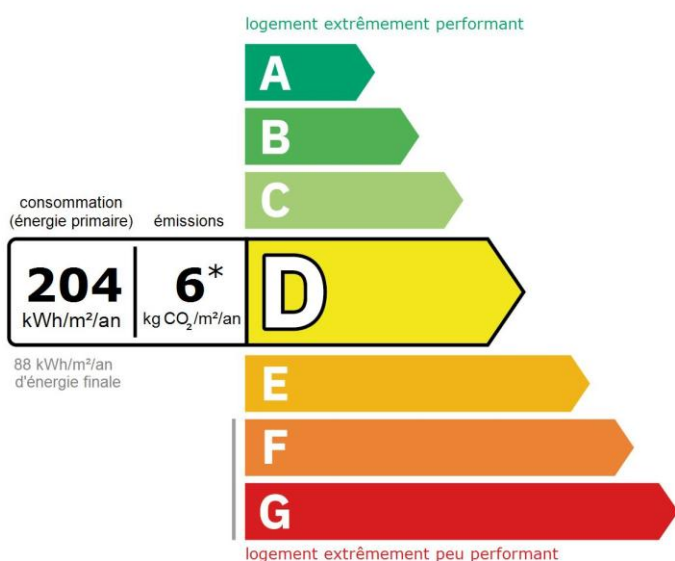 logement extrêmement performant
A
B
C
consommation
(énergie primaire)
émissions
204
kWh/m²/an
6*
kg CO₂/m²/an
D
88 kWh/m²/an
d'énergie finale
E
F
G
logement extrêmement peu performant